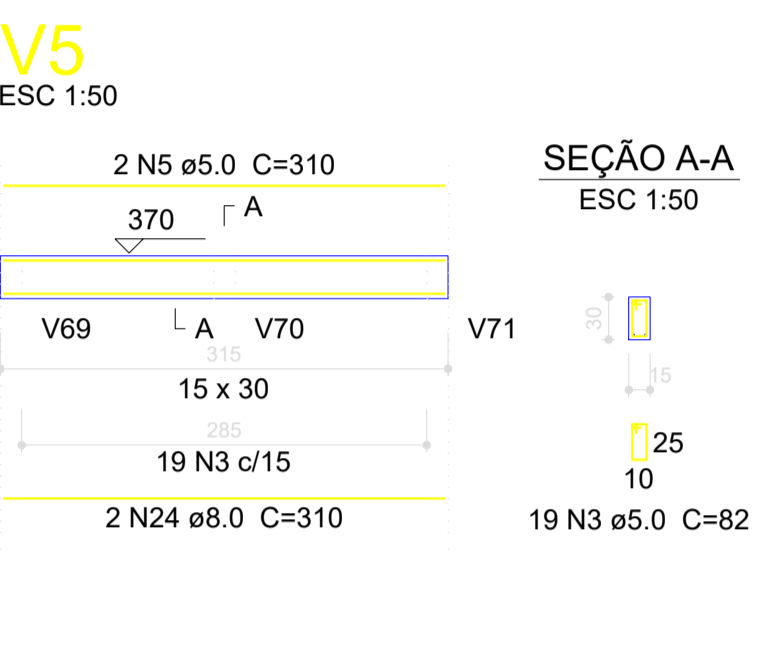 V5
ESC 1:50
2 N5 ø5.0 C=310
370
A
V69
A
V70
V71
315
15 x 30
285
19 N3 c/15
2 N24 ø8.0 C=310
SEÇÃO A-A
ESC 1:50
30
15
25
10
19 N3 ø5.0 C=82